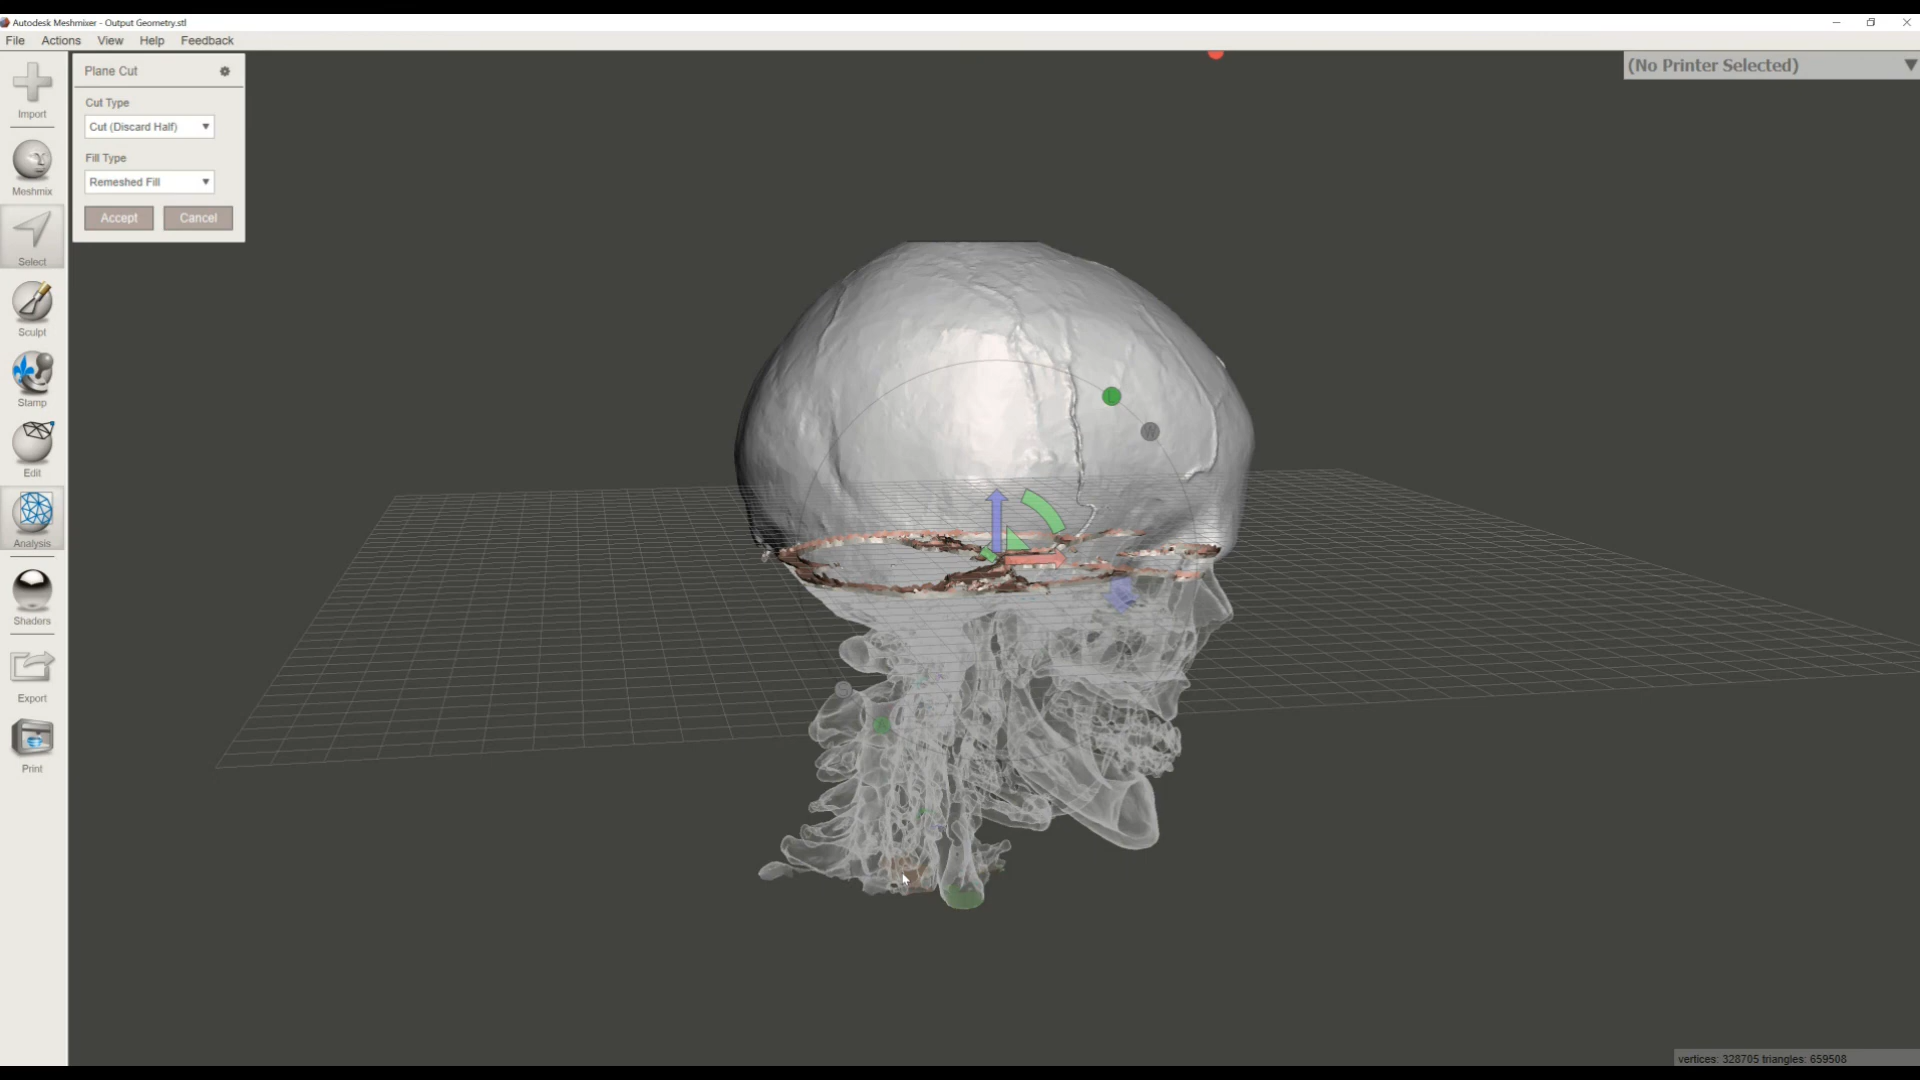 Autodesk Meshmixer - Output Geometry.stl
File Actions View Help Feedback
Plane Cut
(No Printer Selected)
Cut Type
Cut (Discard Half)
Fill Type
Remeshed Fill
Accept Cancel
Import
Meshmix
Select
Sculpt
Stamp
Edit
Analysis
Shaders
Export
Print
W
vertices: 328705 triangles: 659508